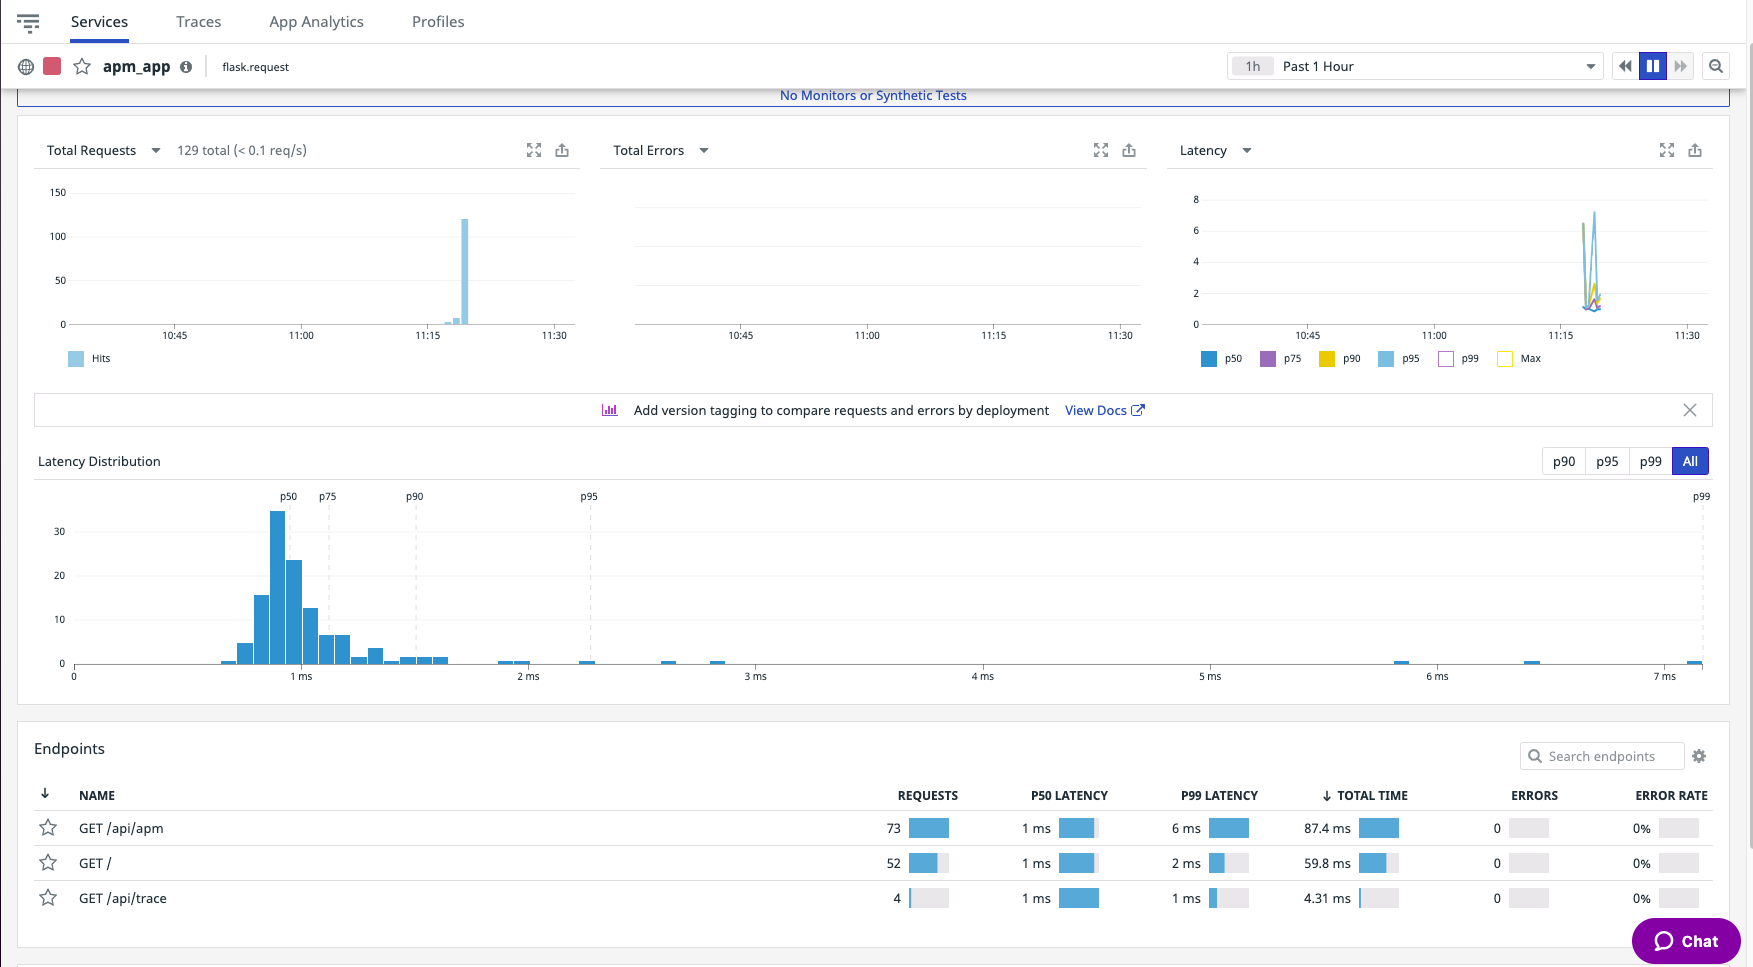 Services Traces App Analytics Profiles
apm_app flask.request 1h Past 1 Hour
No Monitors or Synthetic Tests
Total Requests 129 total (< 0.1 req/s)
150
100
50
0
10:45 11:00 11:15 11:30
Hits
Total Errors
10:45 11:00 11:15 11:30
Latency
8
6
4
2
0
10:45 11:00 11:15 11:30
p50 p75 p90 p95 p99 Max
Add version tagging to compare requests and errors by deployment View Docs
Latency Distribution p90 p95 p99 All
p50 p75 p90 p95 p99
30
20
10
0
0 1 ms 2 ms 3 ms 4 ms 5 ms 6 ms 7 ms
Endpoints Search endpoints
NAME REQUESTS P50 LATENCY P99 LATENCY TOTAL TIME ERRORS ERROR RATE
GET /api/apm 73 1 ms 6 ms 87.4 ms 0 0%
GET / 52 1 ms 2 ms 59.8 ms 0 0%
GET /api/trace 4 1 ms 1 ms 4.31 ms 0 0%
Chat